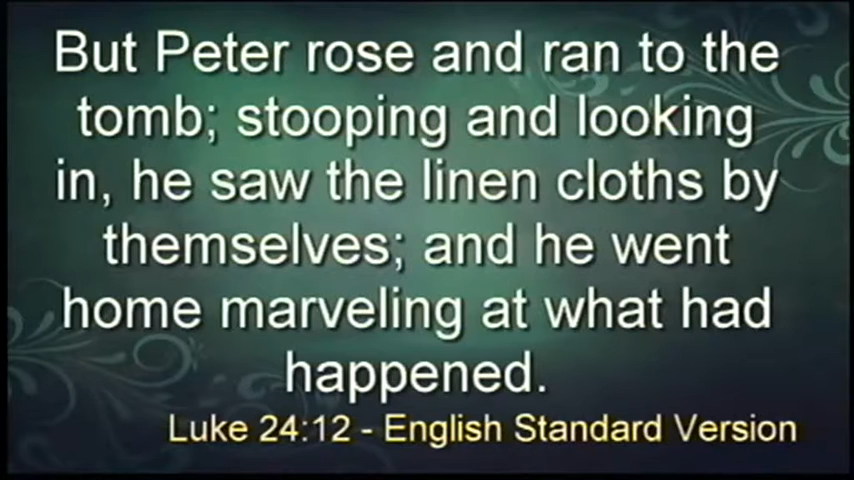 But Peter rose and ran to the
tomb; stooping and looking
in, he saw the linen cloths by
themselves; and he went
home marveling at what had
happened.
Luke 24:12 - English Standard Version